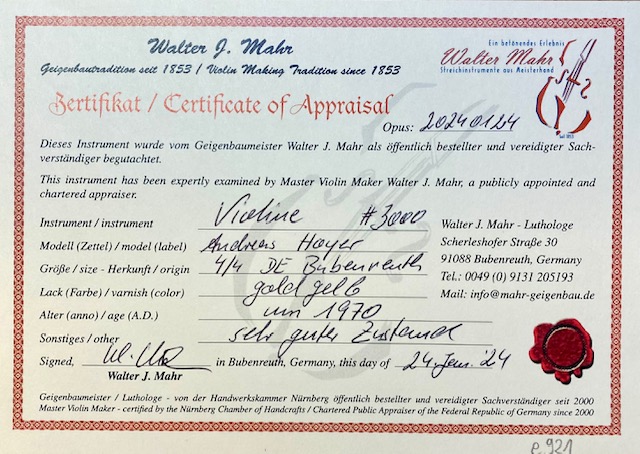 Walter J. Mahr
Geigenbautradition seit 1853 / Violin Making Tradition since 1853
Ein betönendes Erlebnis
Walter Mahr
Streichinstrumente aus Meisterhand
seit 1853
Zertifikat / Certificate of Appraisal
Opus: 20240124
Dieses Instrument wurde vom Geigenbaumeister Walter J. Mahr als öffentlich bestellter und vereidigter Sach-
verständiger begutachtet.
This instrument has been expertly examined by Master Violin Maker Walter J. Mahr, a publicly appointed and
chartered appraiser.
Instrument / instrument Violine #3000
Modell (Zettel) / model (label) Andreas Hoyer
Größe / size - Herkunft / origin 4/4 DE Bubenreuth
Lack (Farbe) / varnish (color) gold gelb
Alter (anno) / age (A.D.) um 1970
Sonstiges / other sehr guter Zustand
Walter J. Mahr - Luthologe
Scherleshofer Straße 30
91088 Bubenreuth, Germany
Tel.: 0049 (0) 9131 205193
Mail: info@mahr-geigenbau.de
Signed, in Bubenreuth, Germany, this day of 24. Jan. '24
Walter J. Mahr
Geigenbaumeister / Luthologe - von der Handwerkskammer Nürnberg öffentlich bestellter und vereidigter Sachverständiger seit 2000
Master Violin Maker - certified by the Nürnberg Chamber of Handcrafts / Chartered Public Appraiser of the Federal Republic of Germany since 2000
e 921